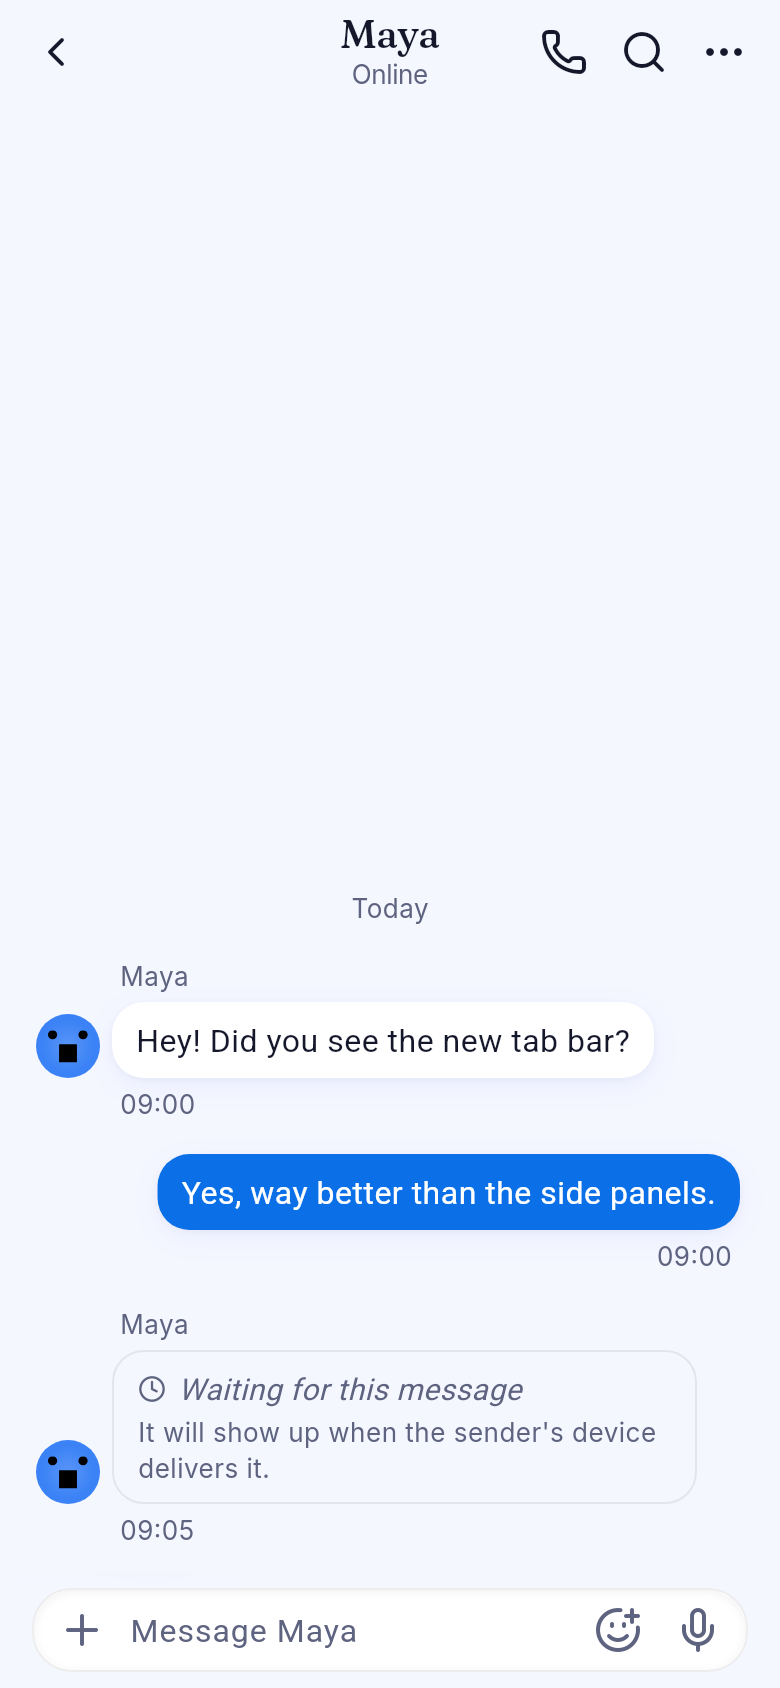 Maya
Online
Today
Maya
Hey! Did you see the new tab bar?
09:00
Yes, way better than the side panels.
09:00
Maya
Waiting for this message
It will show up when the sender's device
delivers it.
09:05
Message Maya